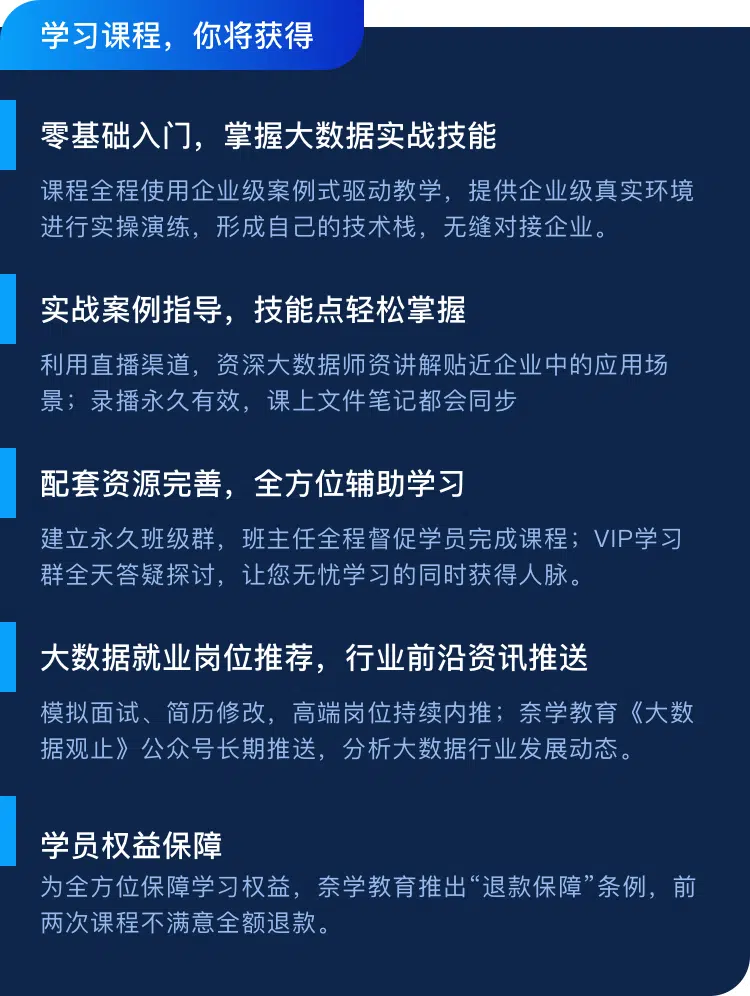 学习课程，你将获得
零基础入门，掌握大数据实战技能
课程全程使用企业级案例式驱动教学，提供企业级真实环境
进行实操演练，形成自己的技术栈，无缝对接企业。
实战案例指导，技能点轻松掌握
利用直播渠道，资深大数据师资讲解贴近企业中的应用场
景；录播永久有效，课上文件笔记都会同步
配套资源完善，全方位辅助学习
建立永久班级群，班主任全程督促学员完成课程；VIP学习
群全天答疑探讨，让您无忧学习的同时获得人脉。
大数据就业岗位推荐，行业前沿资讯推送
模拟面试、简历修改，高端岗位持续内推；奈学教育《大数
据观止》公众号长期推送，分析大数据行业发展动态。
学员权益保障
为全方位保障学习权益，奈学教育推出“退款保障”条例，前
两次课程不满意全额退款。